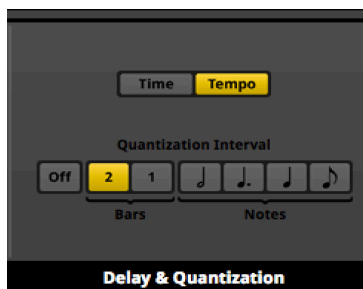 Time Tempo
Quantization Interval
Off 2 1
Bars Notes
Delay & Quantization